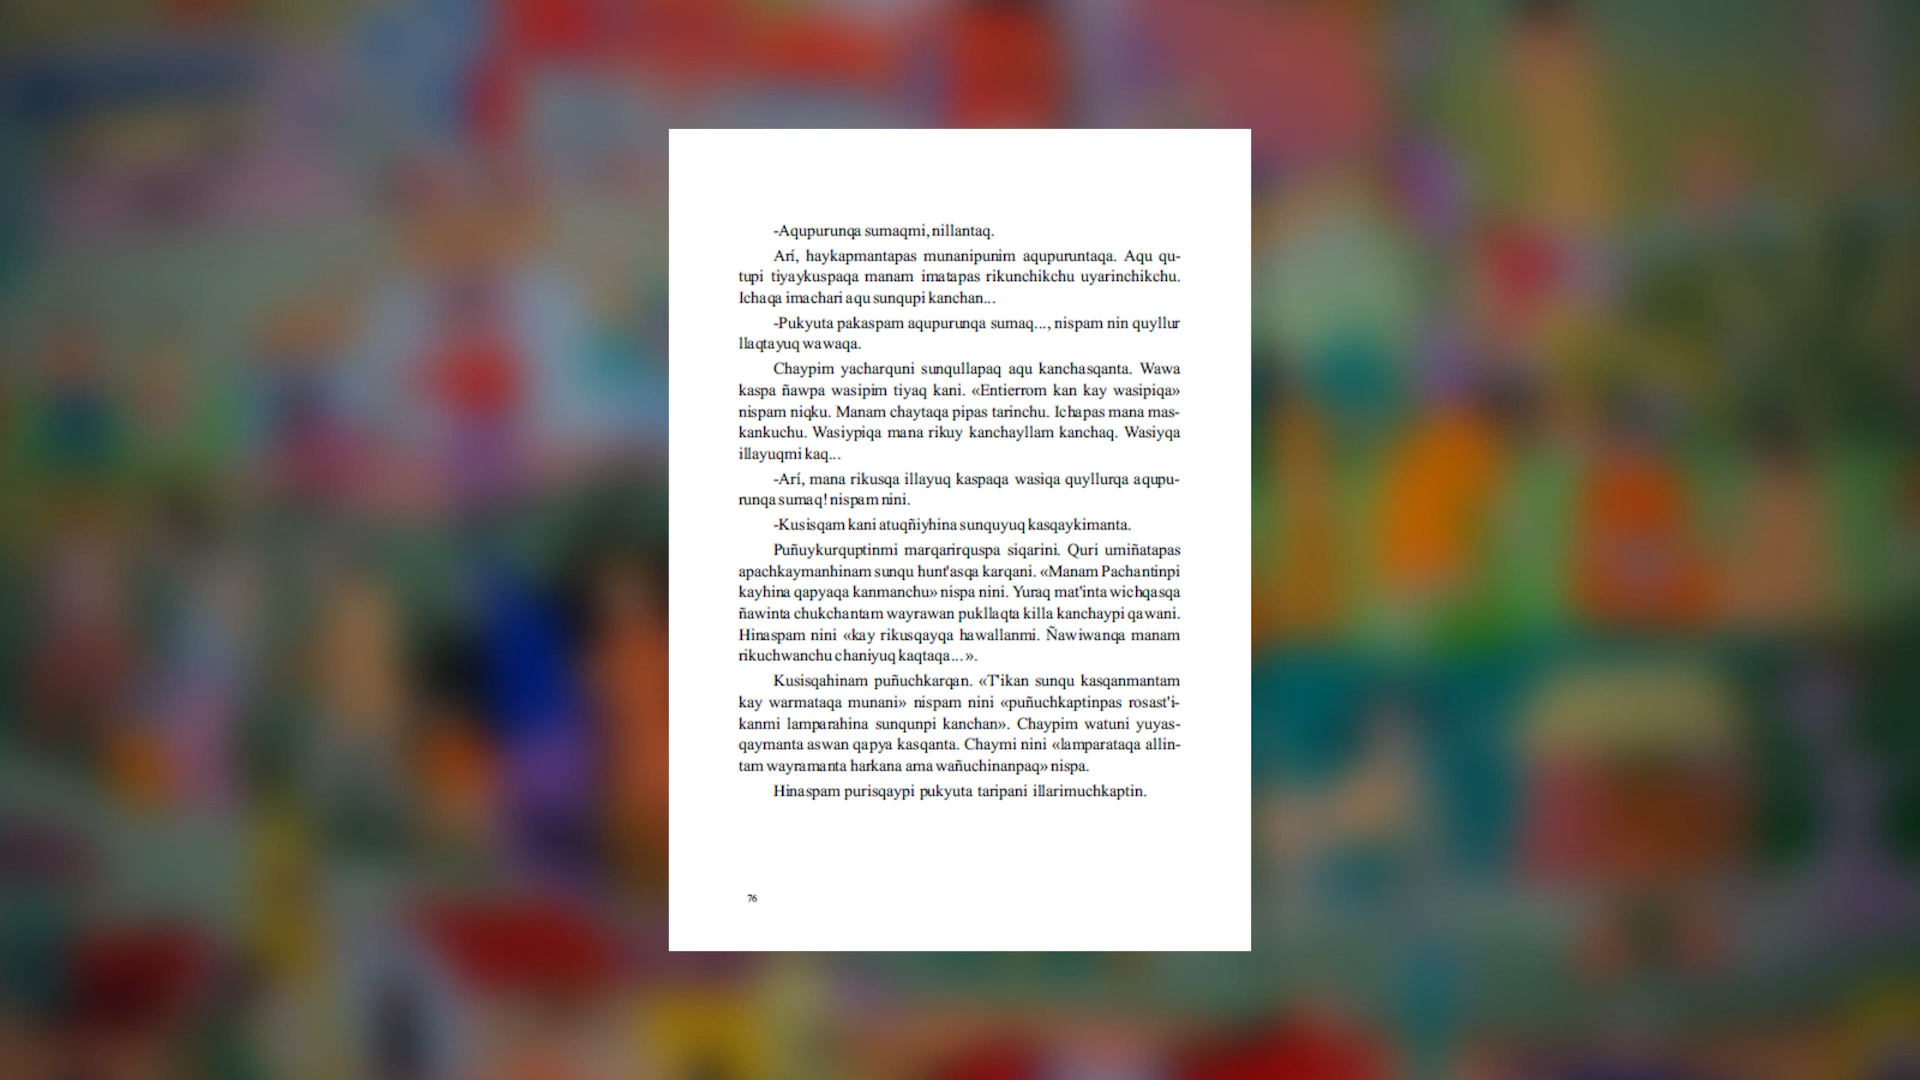 -Aqupurunqa sumaqmi, nillantaq.
Arí, haykapmantapas munanipunim aqupuruntaqa. Aqu qu-
tupi tiyaykuspaqa manam imatapas rikunchikchu uyarinchikchu.
Ichaqa imachari aqu sunqupi kanchan...
-Pukyuta pakaspam aqupurunqa sumaq..., nispam nin quyllur
llaqtayuq wawaqa.
Chaypim yacharquni sunqullapaq aqu kanchasqanta. Wawa
kaspa ñawpa wasipim tiyaq kani. «Entierrom kan kay wasipiqa»
nispam niqku. Manam chaytaqa pipas tarinchu. Ichapas mana mas-
kankuchu. Wasiypiqa mana rikuy kanchayllam kanchaq. Wasiyqa
illayuqmi kaq...
-Arí, mana rikusqa illayuq kaspaqa wasiqa quyllurqa aqupu-
runqa sumaq! nispam nini.
-Kusisqam kani atuqñiyhina sunquyuq kasqaykimanta.
Puñuykurquptinmi marqarirquspa siqarini. Quri umiñatapas
apachkaymanhinam sunqu hunt'asqa karqani. «Manam Pachantinpi
kayhina qapyaqa kanmanchu» nispa nini. Yuraq mat'inta wichqasqa
ñawinta chukchantam wayrawan pukllaqta killa kanchaypi qawani.
Hinaspam nini «kay rikusqayqa hawallanmi. Ñawiwanqa manam
rikuchwanchu chaniyuq kaqtaqa...».
Kusisqahinam puñuchkarqan. «T'ikan sunqu kasqanmantam
kay warmataqa munani» nispam nini «puñuchkaptinpas rosast'i-
kanmi lamparahina sunqunpi kanchan». Chaypim watuni yuyas-
qaymanta aswan qapya kasqanta. Chaymi nini «lamparataqa allin-
tam wayramanta harkana ama wañuchinanpaq» nispa.
Hinaspam purisqaypi pukyuta taripani illarimuchkaptin.
76